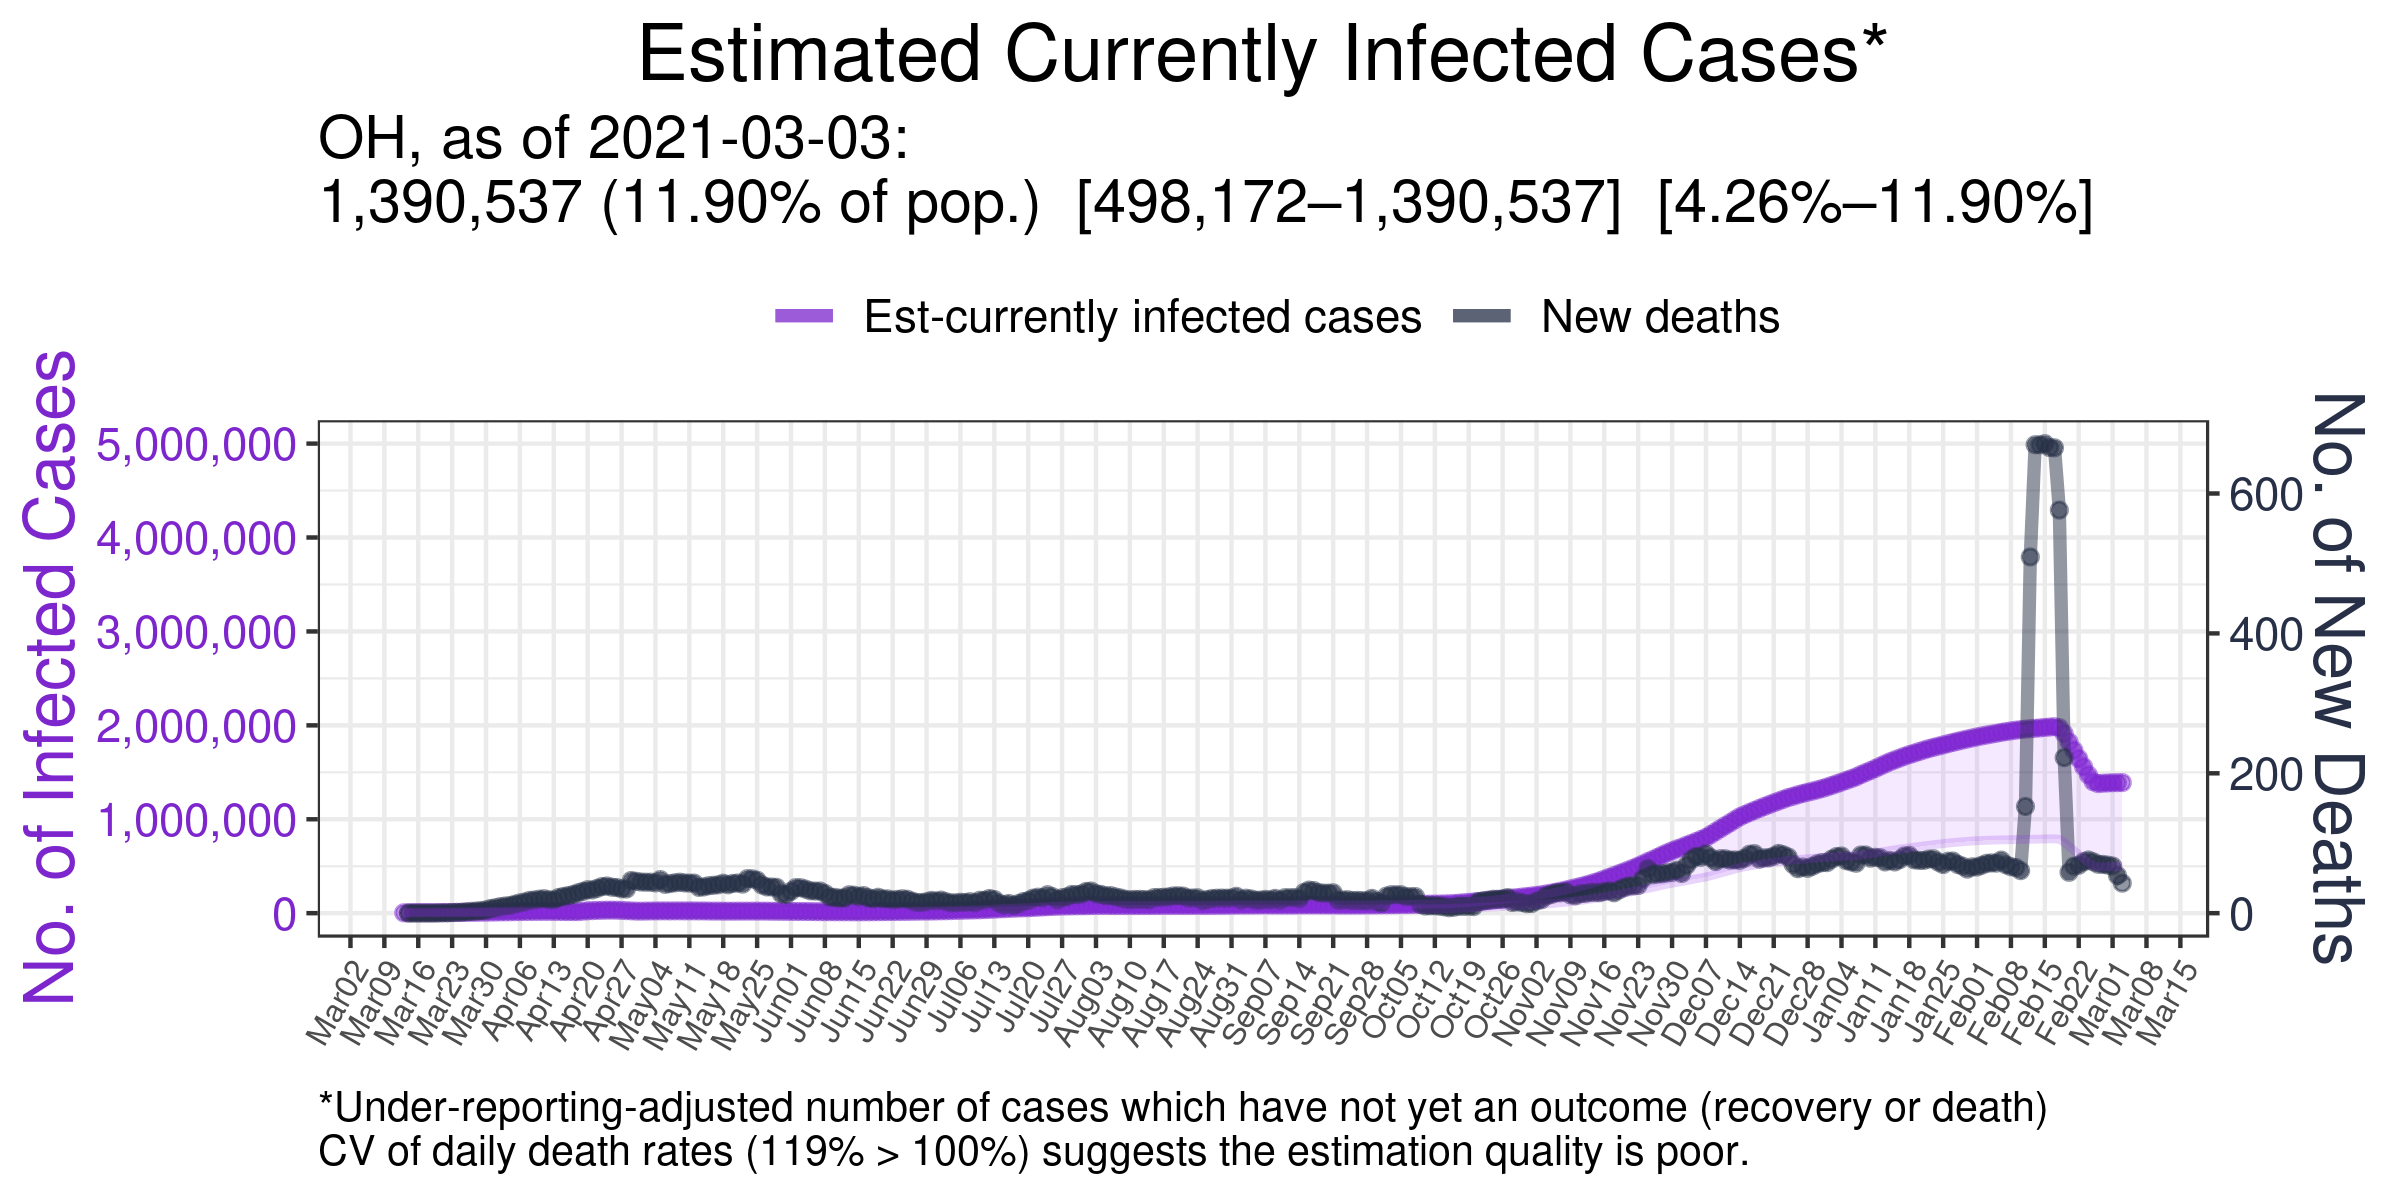 Estimated Currently Infected Cases*
OH, as of 2021-03-03:
1,390,537 (11.90% of pop.) [498,172–1,390,537] [4.26%–11.90%]
Est-currently infected cases
New deaths
No. of Infected Cases
5,000,000
4,000,000
3,000,000
2,000,000
1,000,000
0
600
400
200
0
No. of New Deaths
Mar02
Mar09
Mar16
Mar23
Mar30
Apr06
Apr13
Apr20
Apr27
May04
May11
May18
May25
Jun01
Jun08
Jun15
Jun22
Jun29
Jul06
Jul13
Jul20
Jul27
Aug03
Aug10
Aug17
Aug24
Aug31
Sep07
Sep14
Sep21
Sep28
Oct05
Oct12
Oct19
Oct26
Nov02
Nov09
Nov16
Nov23
Nov30
Dec07
Dec14
Dec21
Dec28
Jan04
Jan11
Jan18
Jan25
Feb01
Feb08
Feb15
Feb22
Mar01
Mar08
Mar15
*Under-reporting-adjusted number of cases which have not yet an outcome (recovery or death)
CV of daily death rates (119% > 100%) suggests the estimation quality is poor.